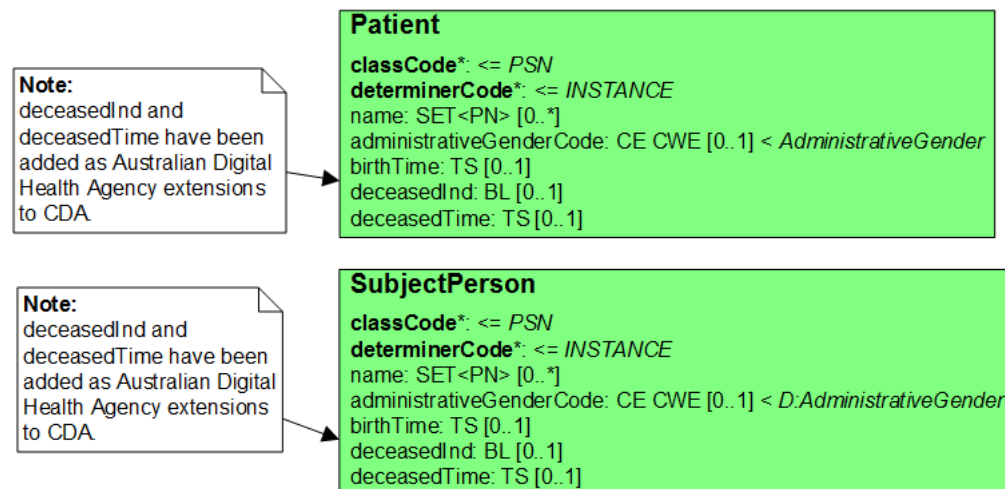 Patient
classCode*: <= PSN
determinerCode*: <= INSTANCE
name: SET<PN> [0..*]
administrativeGenderCode: CE CWE [0..1] < AdministrativeGender
birthTime: TS [0..1]
deceasedInd: BL [0..1]
deceasedTime: TS [0..1]
Note:
deceasedInd and
deceasedTime have been
added as Australian Digital
Health Agency extensions
to CDA.
SubjectPerson
classCode*: <= PSN
determinerCode*: <= INSTANCE
name: SET<PN> [0..*]
administrativeGenderCode: CE CWE [0..1] < D:AdministrativeGender
birthTime: TS [0..1]
deceasedInd: BL [0..1]
deceasedTime: TS [0..1]
Note:
deceasedInd and
deceasedTime have been
added as Australian Digital
Health Agency extensions
to CDA.